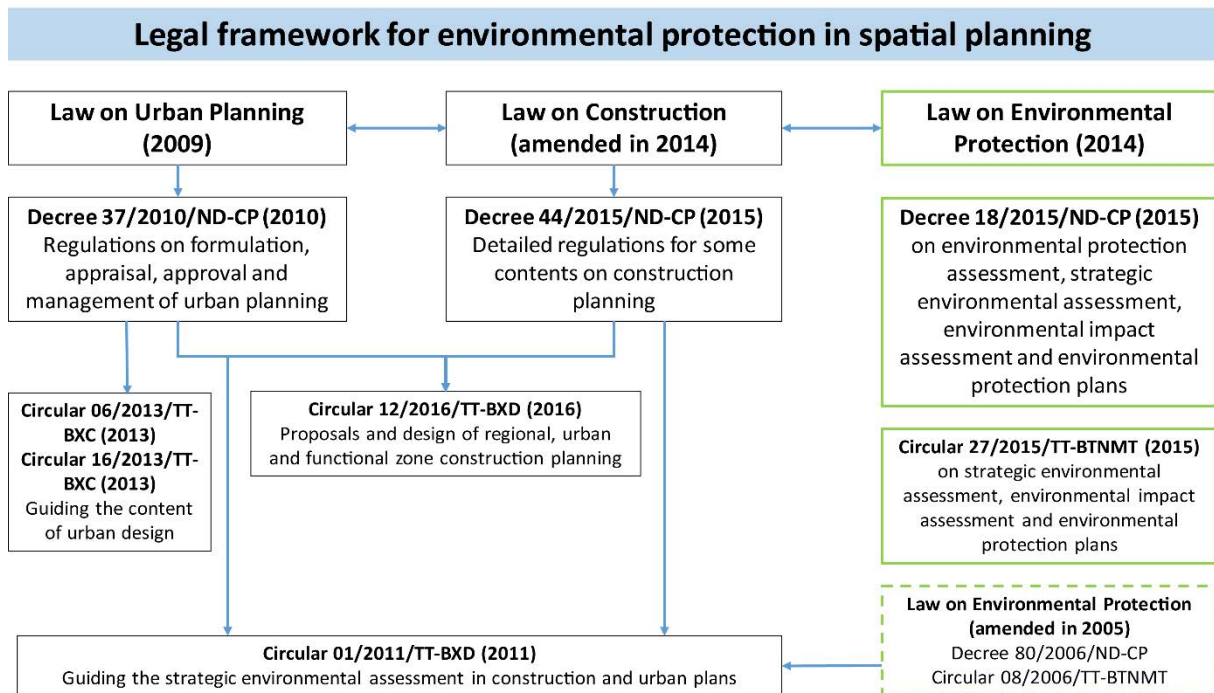 Legal framework for environmental protection in spatial planning
Law on Urban Planning
(2009)
Law on Construction
(amended in 2014)
Law on Environmental
Protection (2014)
Decree 37/2010/ND-CP (2010)
Regulations on formulation,
appraisal, approval and
management of urban planning
Decree 44/2015/ND-CP (2015)
Detailed regulations for some
contents on construction
planning
Decree 18/2015/ND-CP (2015)
on environmental protection
assessment, strategic
environmental assessment,
environmental impact
assessment and environmental
protection plans
Circular 06/2013/TT-
BXC (2013)
Circular 16/2013/TT-
BXC (2013)
Guiding the content
of urban design
Circular 12/2016/TT-BXD (2016)
Proposals and design of regional, urban
and functional zone construction planning
Circular 27/2015/TT-BTNMT (2015)
on strategic environmental
assessment, environmental impact
assessment and environmental
protection plans
Circular 01/2011/TT-BXD (2011)
Guiding the strategic environmental assessment in construction and urban plans
Law on Environmental Protection
(amended in 2005)
Decree 80/2006/ND-CP
Circular 08/2006/TT-BTNMT